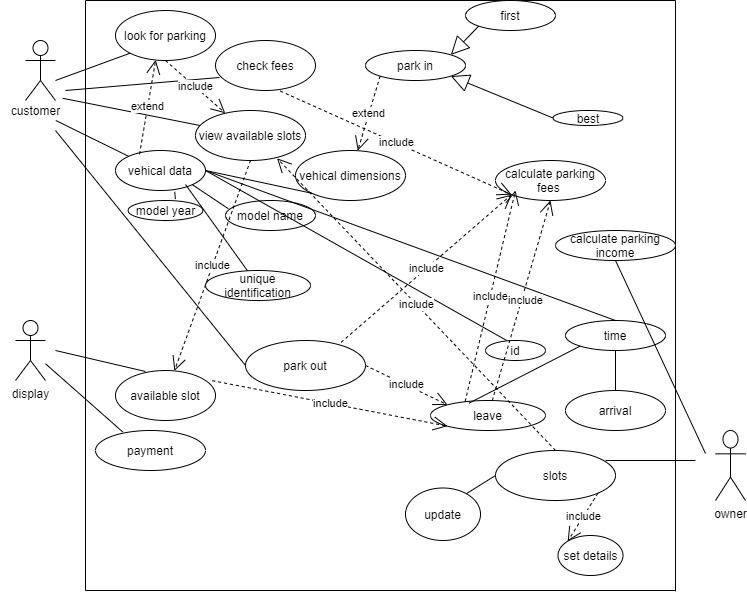 first
look for parking
check fees
park in
include
customer
extend
extend
best
view available slots
include
vehical data
vehical dimensions
calculate parking
fees
model year
model name
calculate parking
income
include
include
unique
identification
include
include
include
time
id
park out
display
include
available slot
include
leave
arrival
payment
slots
update
include
owner
set details